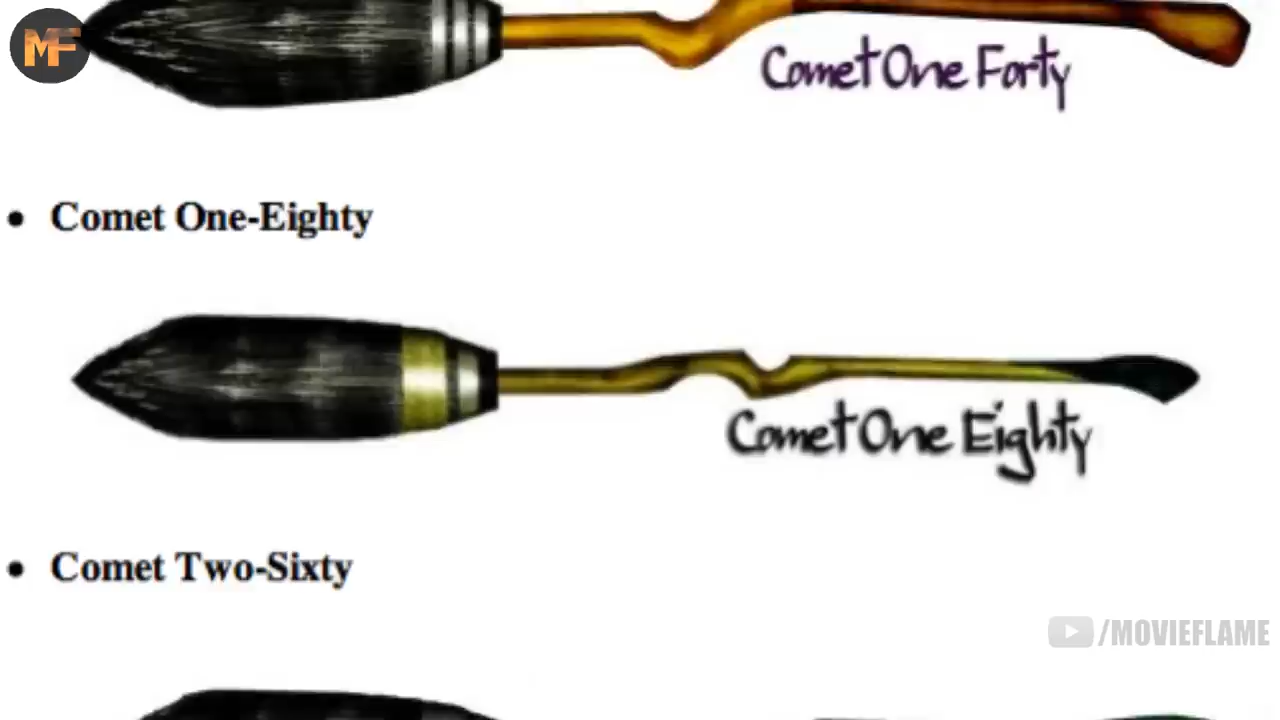 MF
Comet One Forty
• Comet One-Eighty
Comet One Eighty
• Comet Two-Sixty
/MOVIEFLAME